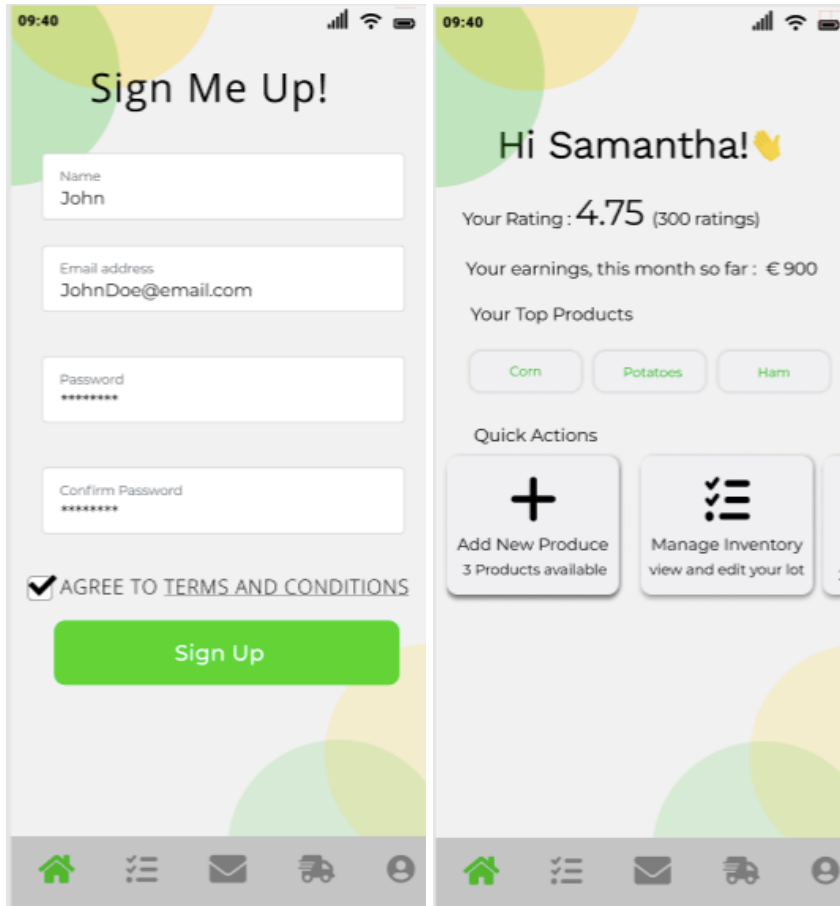 09:40
Sign Me Up!
Name
John
Email address
JohnDoe@email.com
Password
********
Confirm Password
********
AGREE TO TERMS AND CONDITIONS
Sign Up
09:40
Hi Samantha!👋
Your Rating : 4.75 (300 ratings)
Your earnings, this month so far : €900
Your Top Products
Corn Potatoes Ham
Quick Actions
Add New Produce
3 Products available
Manage Inventory
view and edit your lot